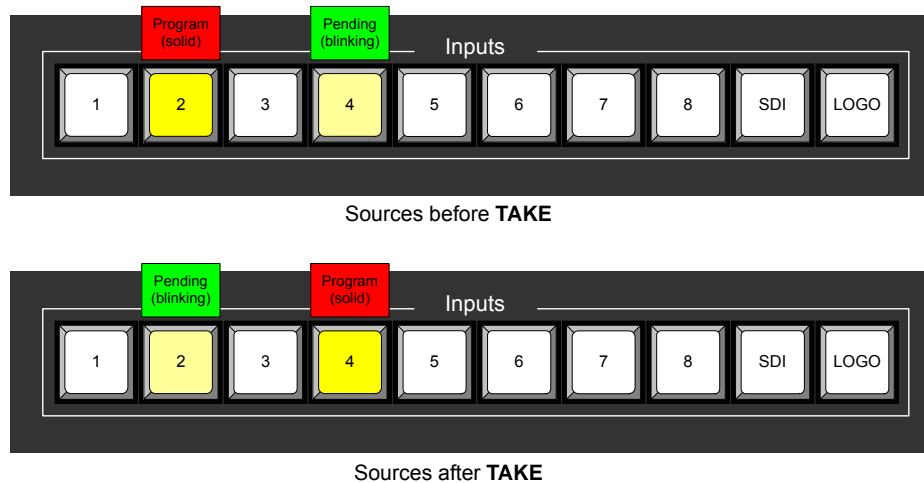 Program
(solid)
Pending
(blinking)
Inputs
1 2 3 4 5 6 7 8 SDI LOGO
Sources before TAKE
Pending
(blinking)
Program
(solid)
Inputs
1 2 3 4 5 6 7 8 SDI LOGO
Sources after TAKE